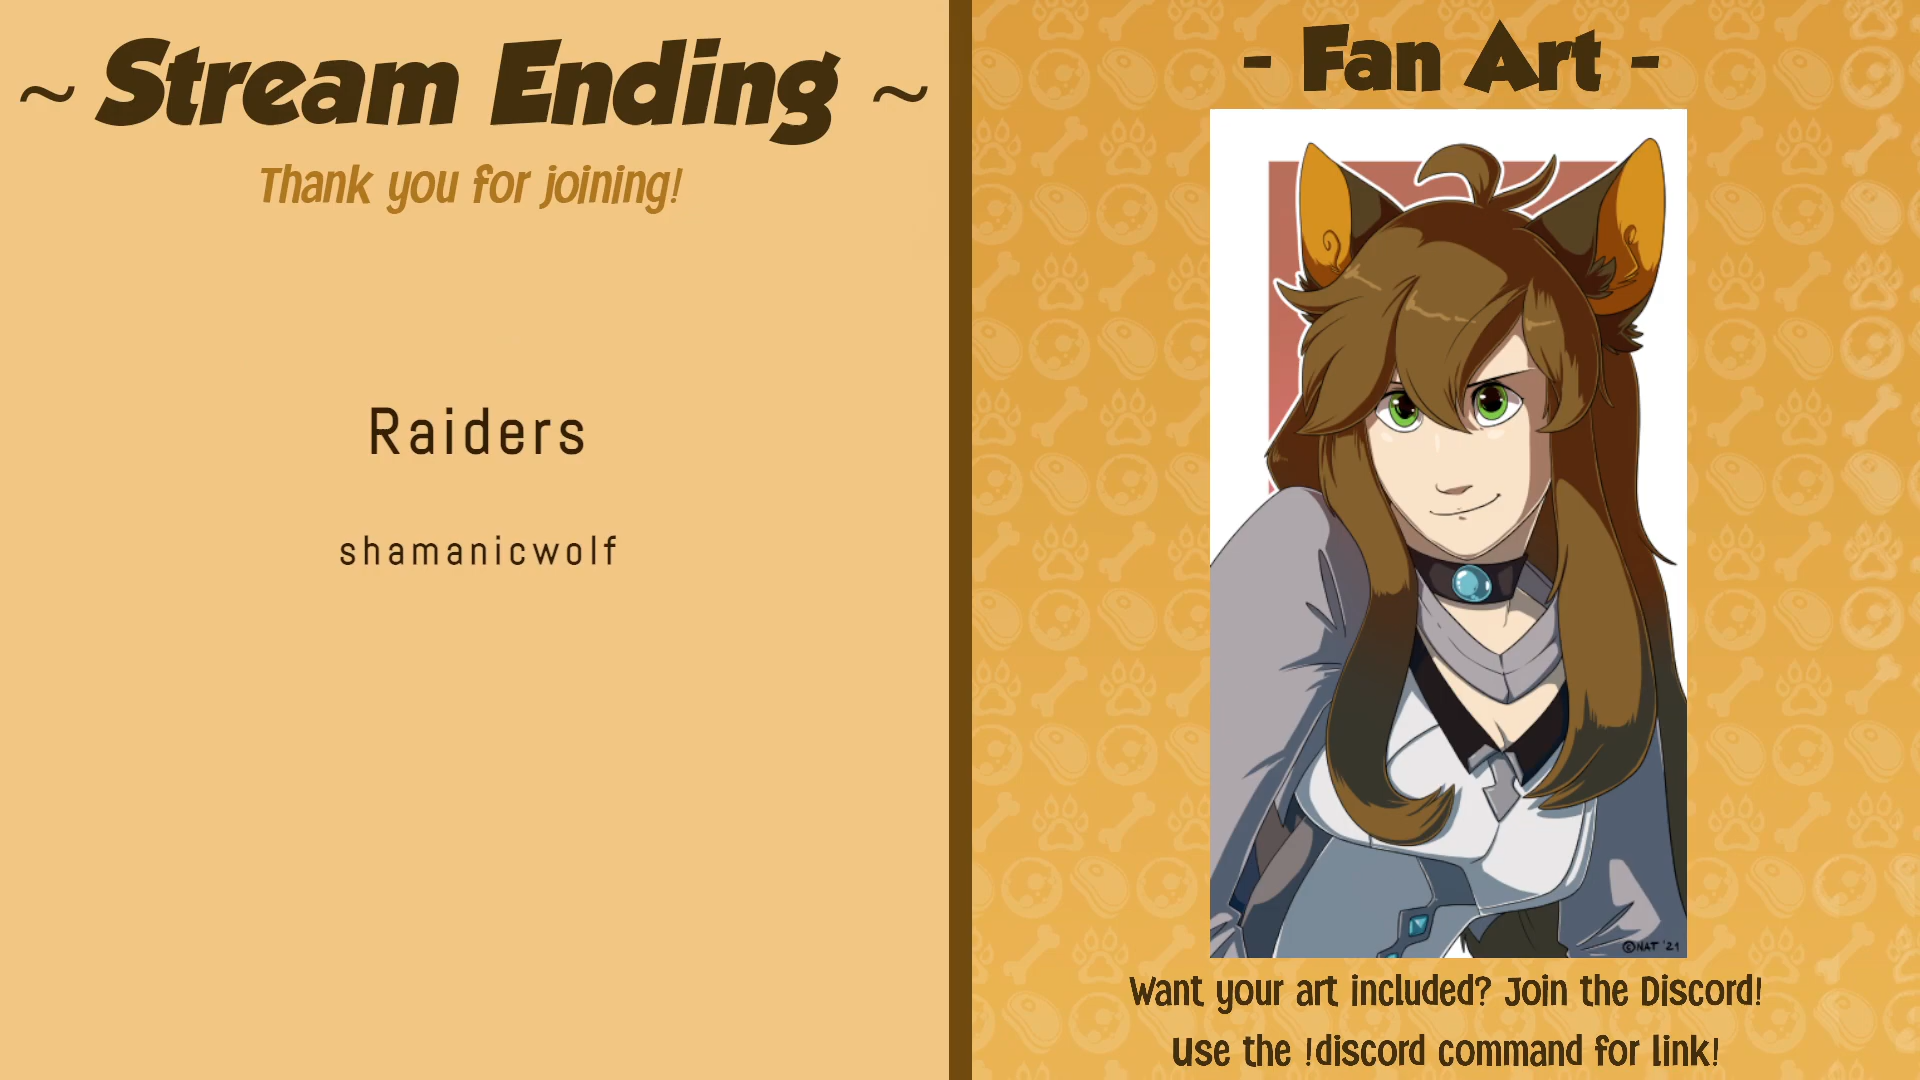 ~ Stream Ending ~
Thank you for joining!
Raiders
shamanicwolf
- Fan Art -
©NAT '21
Want your art included? Join the Discord!
Use the !discord command for link!